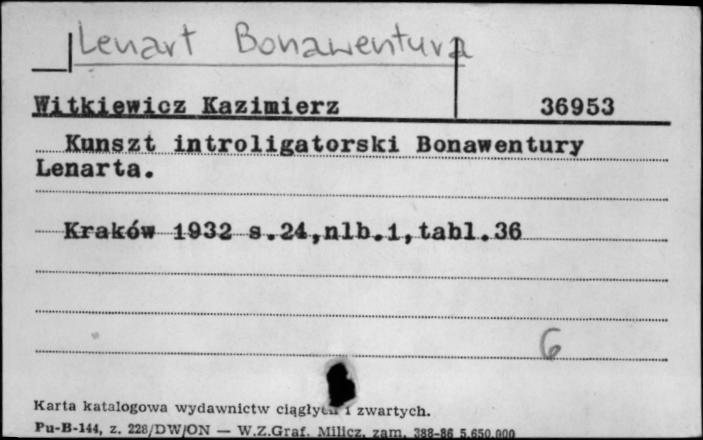 Lenart Bonawentura
Witkiewicz Kazimierz 36953
Kunszt introligatorski Bonawentury
Lenarta.
Kraków 1932 s.24,nlb.1,tabl.36
6
Karta katalogowa wydawnictw ciągłych i zwartych.
Pu-B-144, z. 228/DW/ON — W.Z.Graf. Milicz, zam. 388-86 5.650.000